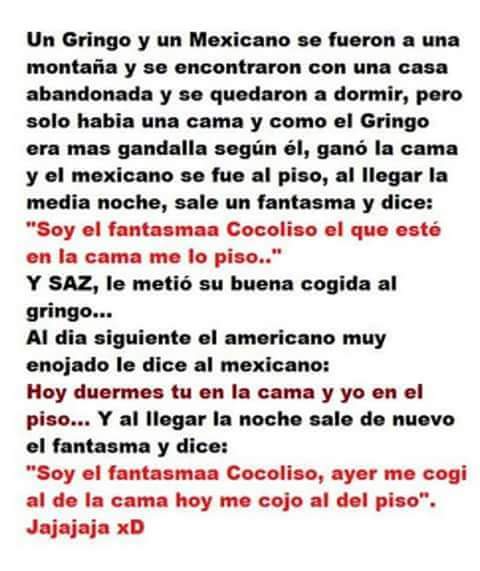 Un Gringo y un Mexicano se fueron a una
montaña y se encontraron con una casa
abandonada y se quedaron a dormir, pero
solo habia una cama y como el Gringo
era mas gandalla según él, ganó la cama
y el mexicano se fue al piso, al llegar la
media noche, sale un fantasma y dice:
"Soy el fantasmaa Cocoliso el que esté
en la cama me lo piso.."
Y SAZ, le metió su buena cogida al
gringo...
Al dia siguiente el americano muy
enojado le dice al mexicano:
Hoy duermes tu en la cama y yo en el
piso... Y al llegar la noche sale de nuevo
el fantasma y dice:
"Soy el fantasmaa Cocoliso, ayer me cogi
al de la cama hoy me cojo al del piso".
Jajajaja xD